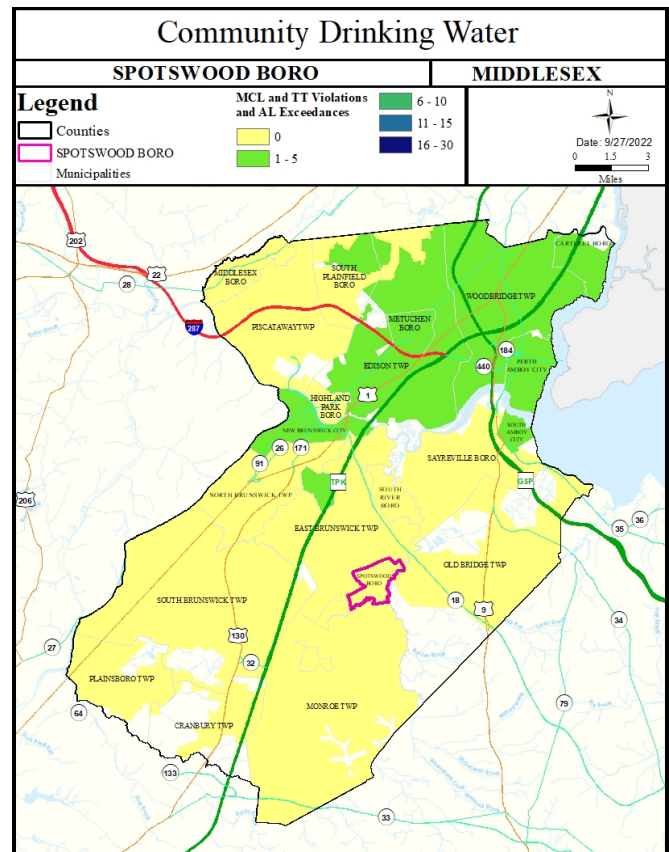 Community Drinking Water
SPOTSWOOD BORO
MIDDLESEX
Legend
Counties
SPOTSWOOD BORO
Municipalities
MCL and TT Violations
and AL Exceedances
0
1 - 5
6 - 10
11 - 15
16 - 30
N
Date: 9/27/2022
0 1.5 3
Miles
202
22
28
287
MIDDLESEX
BORO
SOUTH
PLAINFIELD
BORO
CARTERET BORO
WOODBRIDGE TWP
METUCHEN
BORO
PISCATAWAY TWP
EDISON TWP
184
440
PERTH
AMBOY CITY
1
HIGHLAND
PARK
BORO
NEW BRUNSWICK CITY
SOUTH
AMBOY
CITY
26
171
91
SAYREVILLE BORO
TPK
GSP
NORTH BRUNSWICK TWP
SOUTH
RIVER
BORO
206
EAST BRUNSWICK TWP
35
36
OLD BRIDGE TWP
SPOTSWOOD
BORO
SOUTH BRUNSWICK TWP
18
9
34
130
27
32
PLAINSBORO TWP
64
MONROE TWP
79
CRANBURY TWP
133
33